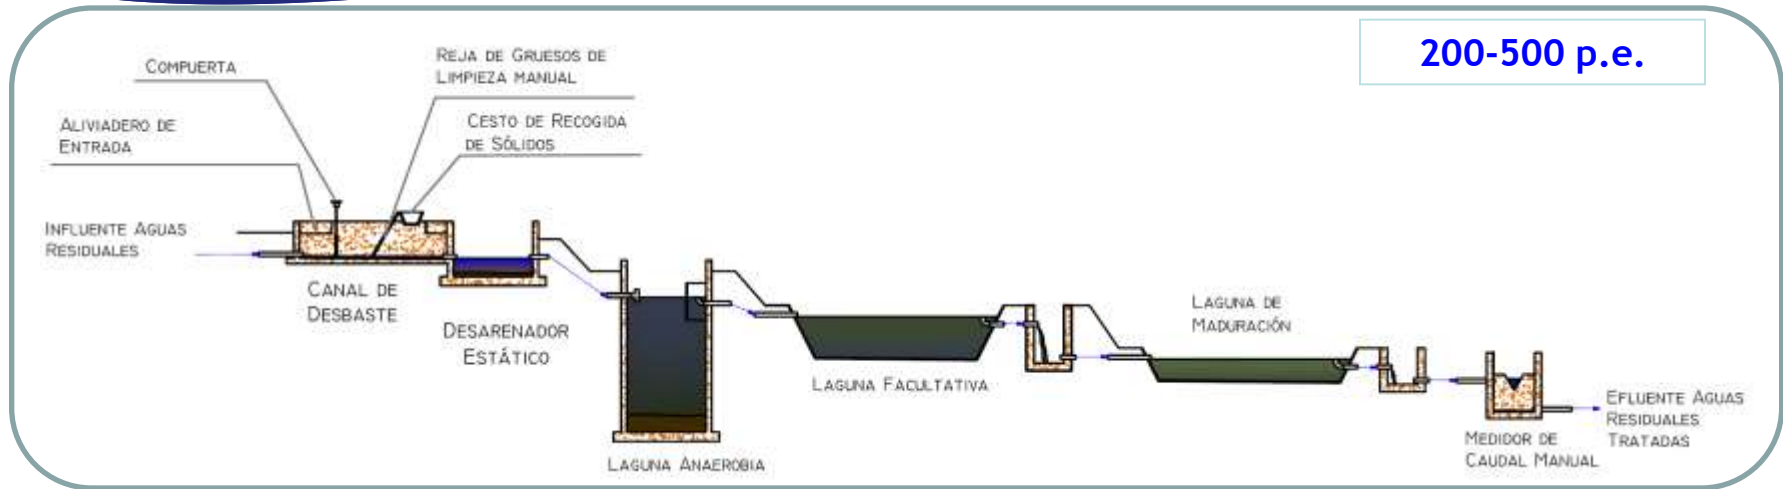 200-500 p.e.
COMPUERTA
REJA DE GRUESOS DE
LIMPIEZA MANUAL
ALIVIADERO DE
ENTRADA
CESTO DE RECOGIDA
DE SÓLIDOS
INFLUENTE AGUAS
RESIDUALES
CANAL DE
DESBASTE
DESARENADOR
ESTÁTICO
LAGUNA ANAEROBIA
LAGUNA FACULTATIVA
LAGUNA DE
MADURACIÓN
MEDIDOR DE
CAUDAL MANUAL
EFLUENTE AGUAS
RESIDUALES
TRATADAS